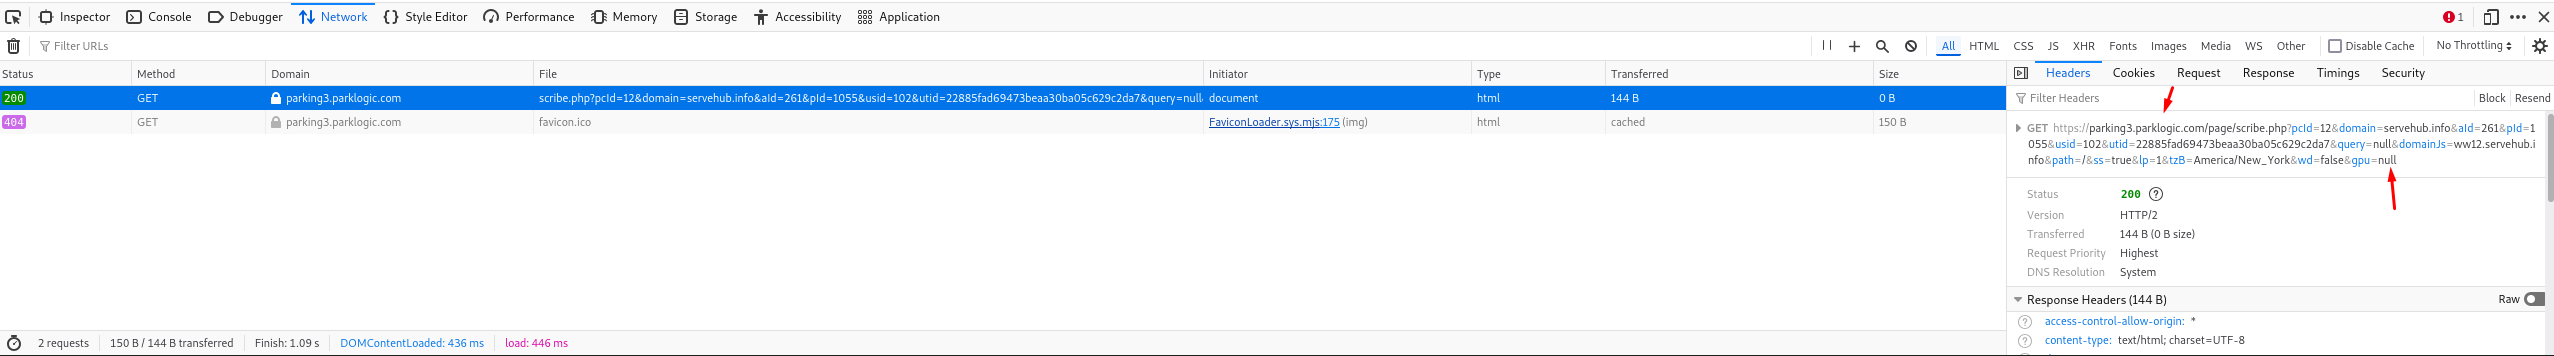 Inspector Console Debugger Network Style Editor Performance Memory Storage Accessibility Application 1
Filter URLs All HTML CSS JS XHR Fonts Images Media WS Other Disable Cache No Throttling
Status Method Domain File Initiator Type Transferred Size
200 GET parking3.parklogic.com scribe.php?pcId=12&domain=servehub.info&aId=261&pId=1055&usid=102&utid=22885fad69473beaa30ba05c629c2da7&query=null document html 144 B 0 B
404 GET parking3.parklogic.com favicon.ico FaviconLoader.sys.mjs:175 (img) html cached 150 B
2 requests 150 B / 144 B transferred Finish: 1.09 s DOMContentLoaded: 436 ms load: 446 ms
Headers Cookies Request Response Timings Security
Filter Headers Block Resend
GET https://parking3.parklogic.com/page/scribe.php?pcId=12&domain=servehub.info&aId=261&pId=1
055&usid=102&utid=22885fad69473beaa30ba05c629c2da7&query=null&domainJs=ww12.servehub.i
nfo&path=/&ss=true&lp=1&tzB=America/New_York&wd=false&gpu=null
Status 200
Version HTTP/2
Transferred 144 B (0 B size)
Request Priority Highest
DNS Resolution System
Response Headers (144 B) Raw
access-control-allow-origin: *
content-type: text/html; charset=UTF-8